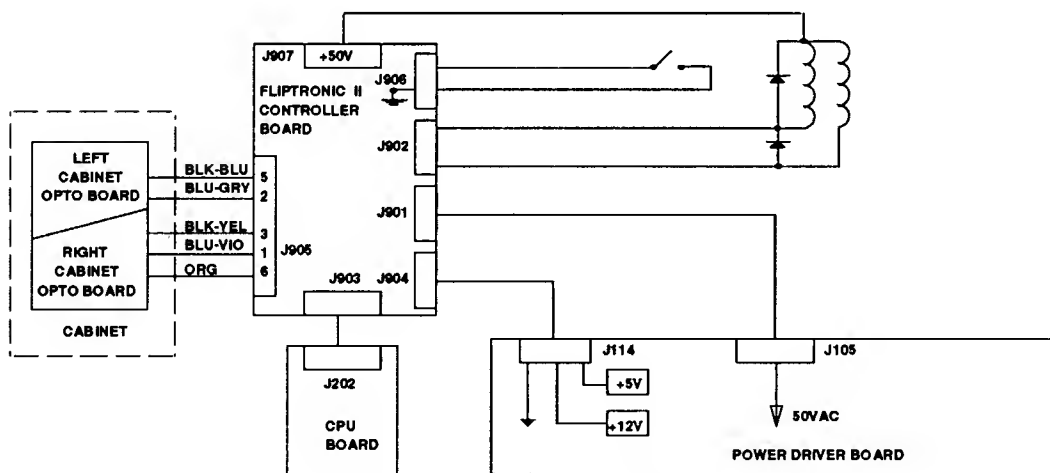 J907
+50V
FLIPTRONIC II
CONTROLLER
BOARD
J906
J902
J901
J904
J903
J905
LEFT
CABINET
OPTO BOARD
RIGHT
CABINET
OPTO BOARD
CABINET
BLK-BLU 5
BLU-GRY 2
BLK-YEL 3
BLU-VIO 1
ORG 6
J202
CPU
BOARD
J114
+5V
+12V
J105
50VAC
POWER DRIVER BOARD